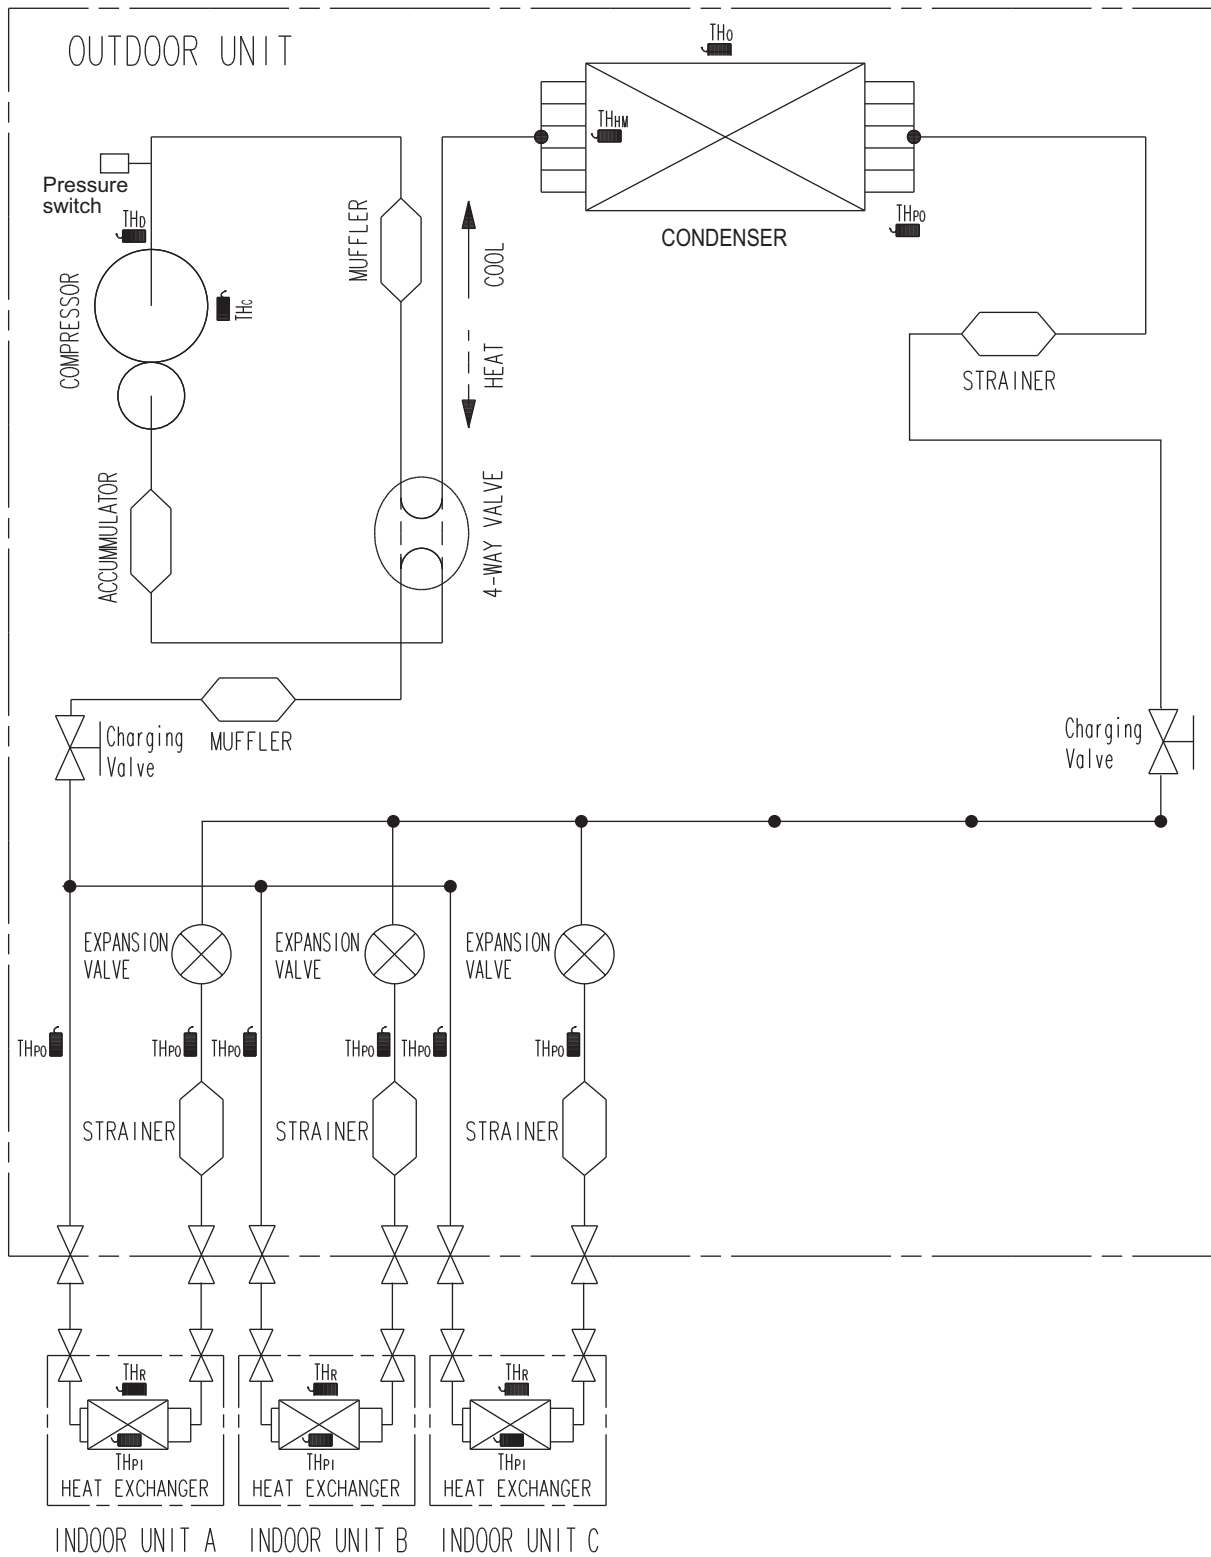 OUTDOOR UNIT
THO
THHM
Pressure
switch
THD
MUFFLER
COOL
THPO
CONDENSER
COMPRESSOR
THC
HEAT
STRAINER
ACCUMMULATOR
4-WAY VALVE
Charging
Valve
MUFFLER
Charging
Valve
EXPANSION
VALVE
EXPANSION
VALVE
EXPANSION
VALVE
THPO
THPO
THPO
THPO
THPO
THPO
STRAINER
STRAINER
STRAINER
THR
THR
THR
THPI
THPI
THPI
HEAT EXCHANGER
HEAT EXCHANGER
HEAT EXCHANGER
INDOOR UNIT A
INDOOR UNIT B
INDOOR UNIT C